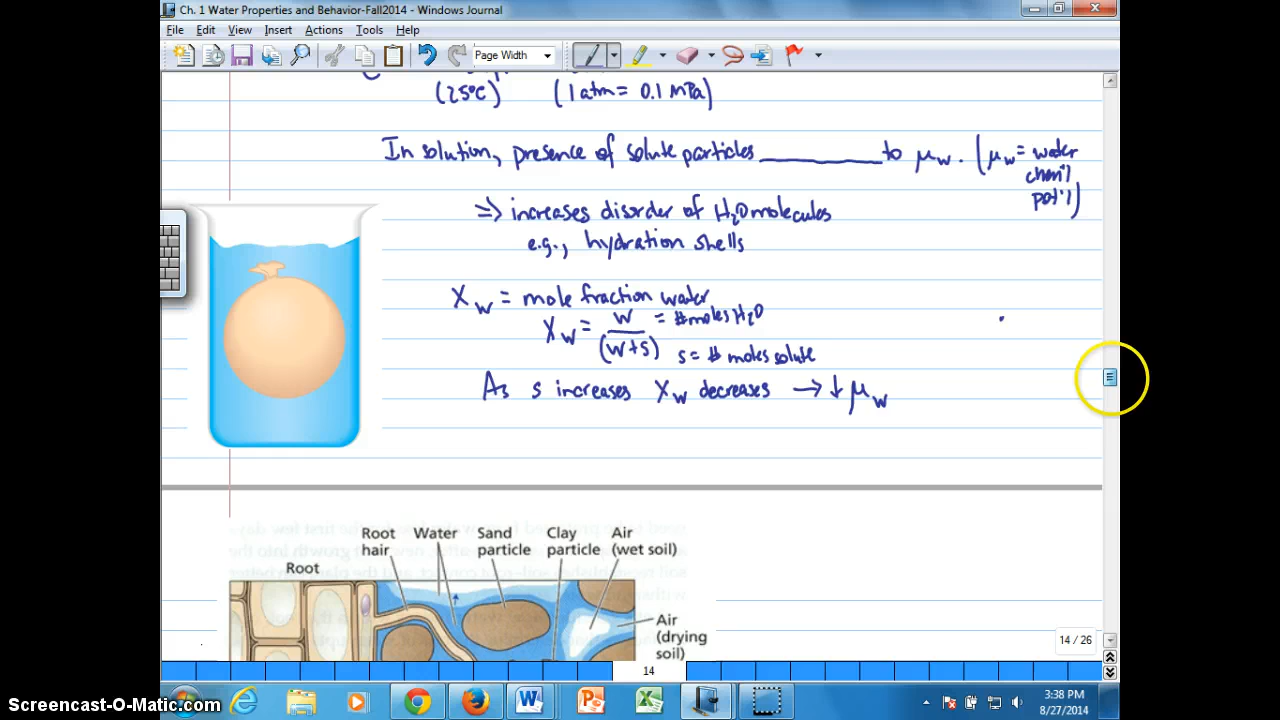 Ch. 1 Water Properties and Behavior-Fall2014 - Windows Journal
File Edit View Insert Actions Tools Help
Page Width
(25°C) (1 atm = 0.1 MPa)
In solution, presence of solute particles ________ to μw. (μw = water
chem'l
pot'l)
⇒ increases disorder of H₂O molecules
e.g., hydration shells
Xw = mole fraction water
Xw = w/(w+s) = # moles H₂O
s = # moles solute
As s increases Xw decreases → ↓ μw
Root hair
Water
Sand particle
Clay particle
Air (wet soil)
Root
Air (drying soil)
14 / 26
14
Screencast-O-Matic.com
3:38 PM
8/27/2014